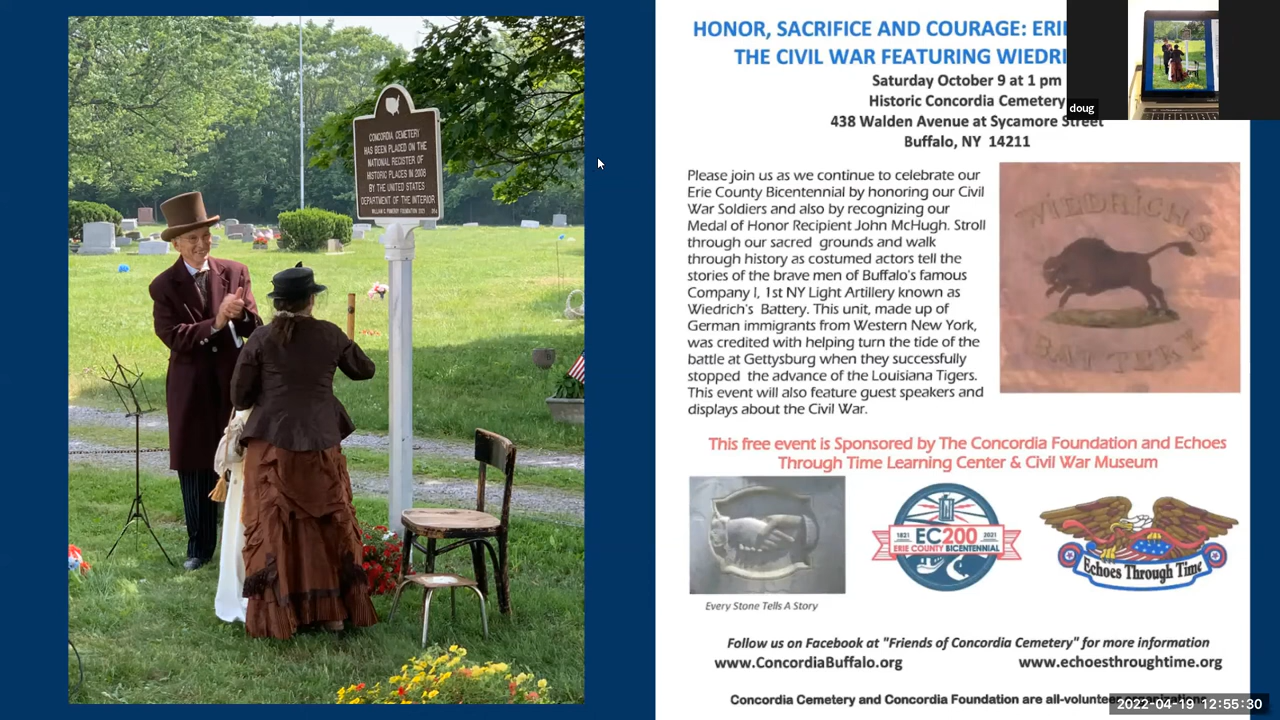 CONCORDIA CEMETERY
HAS BEEN PLACED ON THE
NATIONAL REGISTER OF
HISTORIC PLACES IN 2008
BY THE UNITED STATES
DEPARTMENT OF THE INTERIOR
HONOR, SACRIFICE AND COURAGE:
THE CIVIL WAR FEATURING
Saturday October 9 at 1 pm
Historic Concordia Cemetery
438 Walden Avenue at Sycamore Street
Buffalo, NY 14211
doug
Please join us as we continue to celebrate our
Erie County Bicentennial by honoring our Civil
War Soldiers and also by recognizing our
Medal of Honor Recipient John McHugh. Stroll
through our sacred grounds and walk
through history as costumed actors tell the
stories of the brave men of Buffalo's famous
Company I, 1st NY Light Artillery known as
Wiedrich's Battery. This unit, made up of
German immigrants from Western New York,
was credited with helping turn the tide of the
battle at Gettysburg when they successfully
stopped the advance of the Louisiana Tigers.
This event will also feature guest speakers and
displays about the Civil War.
WIEDRICH'S
BATTERY
This free event is Sponsored by The Concordia Foundation and Echoes
Through Time Learning Center & Civil War Museum
1821 EC200 2021
ERIE COUNTY BICENTENNIAL
Echoes Through Time
Every Stone Tells A Story
Follow us on Facebook at "Friends of Concordia Cemetery" for more information
www.ConcordiaBuffalo.org www.echoesthroughtime.org
Concordia Cemetery and Concordia Foundation are all-volunteer organizations
2022-04-19 12:55:30